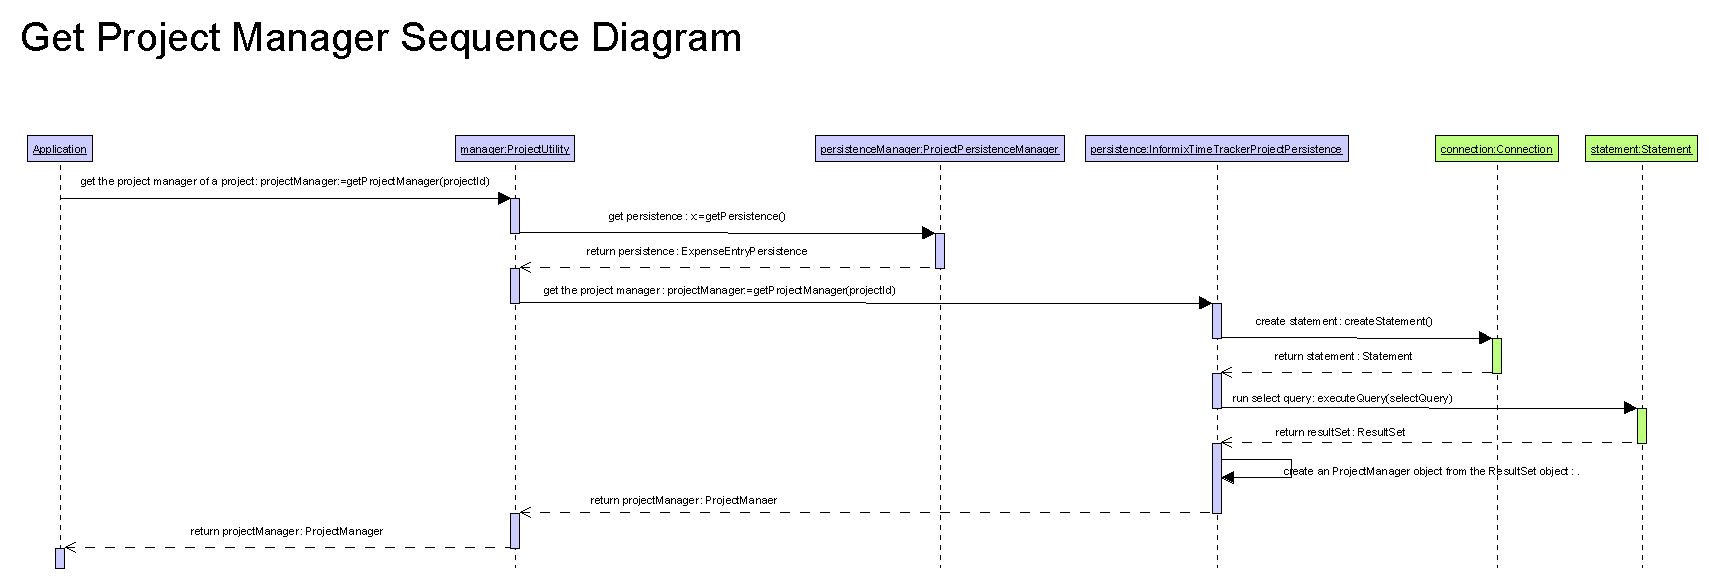 Get Project Manager Sequence Diagram
Application
manager:ProjectUtility
persistenceManager:ProjectPersistenceManager
persistence:InformixTimeTrackerProjectPersistence
connection:Connection
statement:Statement
get the project manager of a project: projectManager:=getProjectManager(projectId)
get persistence : x:=getPersistence()
return persistence : ExpenseEntryPersistence
get the project manager : projectManager:=getProjectManager(projectId)
create statement : createStatement()
return statement : Statement
run select query: executeQuery(selectQuery)
return resultSet : ResultSet
create an ProjectManager object from the ResultSet object : .
return projectManager : ProjectManaer
return projectManager : ProjectManager